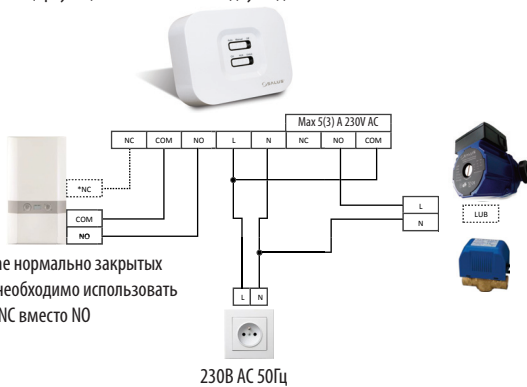 Max 5(3) A 230V AC
NC COM NO L N NC NO COM
*NC
COM
NO
L
N
LUB
нормально закрытых
необходимо использовать
NC вместо NO
L N
230В AC 50Гц